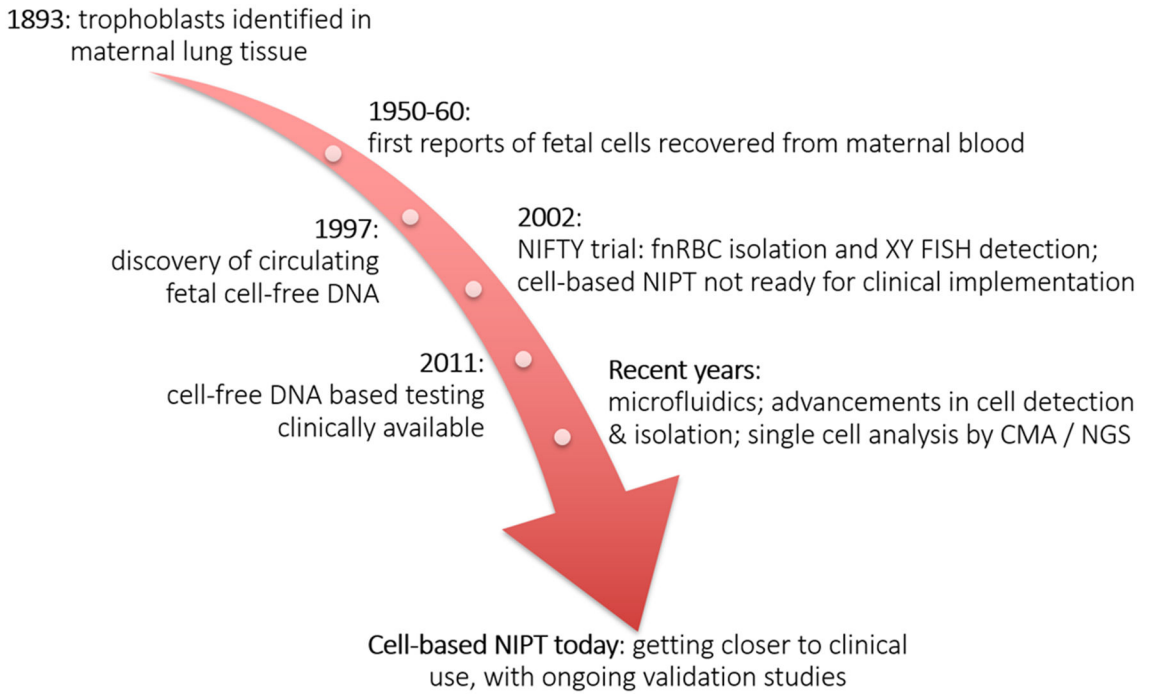 1893: trophoblasts identified in
maternal lung tissue
1950-60:
first reports of fetal cells recovered from maternal blood
1997:
discovery of circulating
fetal cell-free DNA
2002:
NIFTY trial: fnRBC isolation and XY FISH detection;
cell-based NIPT not ready for clinical implementation
2011:
cell-free DNA based testing
clinically available
Recent years:
microfluidics; advancements in cell detection
& isolation; single cell analysis by CMA / NGS
Cell-based NIPT today: getting closer to clinical
use, with ongoing validation studies